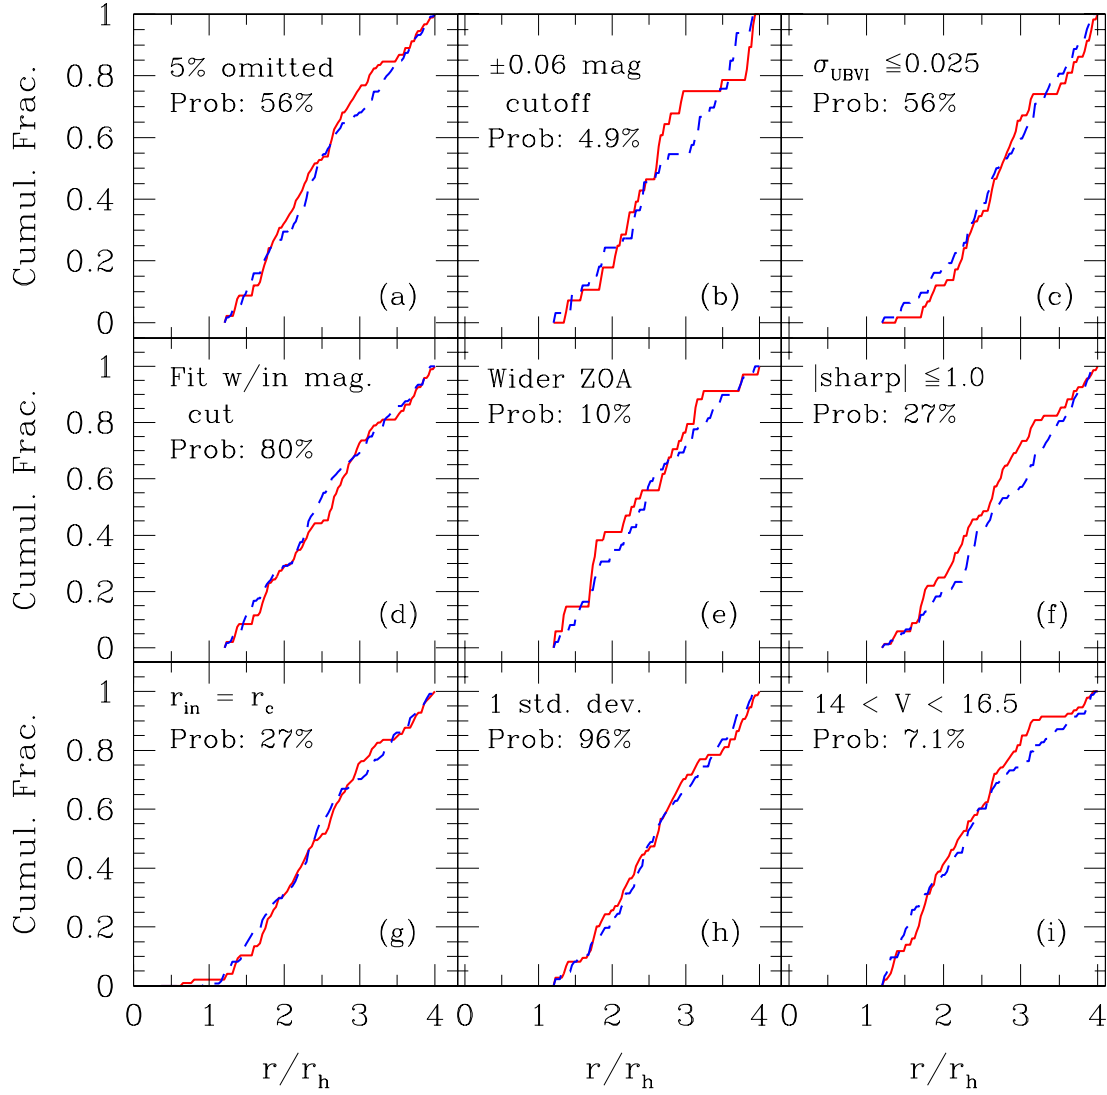 Cumul. Frac.
1
0.8
0.6
0.4
0.2
0
5% omitted
Prob: 56%
(a)
±0.06 mag
cutoff
Prob: 4.9%
(b)
σUBVI ≦0.025
Prob: 56%
(c)
Cumul. Frac.
1
0.8
0.6
0.4
0.2
0
Fit w/in mag.
cut
Prob: 80%
(d)
Wider ZOA
Prob: 10%
(e)
|sharp| ≦1.0
Prob: 27%
(f)
Cumul. Frac.
1
0.8
0.6
0.4
0.2
0
rin = rc
Prob: 27%
(g)
1 std. dev.
Prob: 96%
(h)
14 < V < 16.5
Prob: 7.1%
(i)
0 1 2 3 4 0 1 2 3 4 0 1 2 3 4
r/rh r/rh r/rh